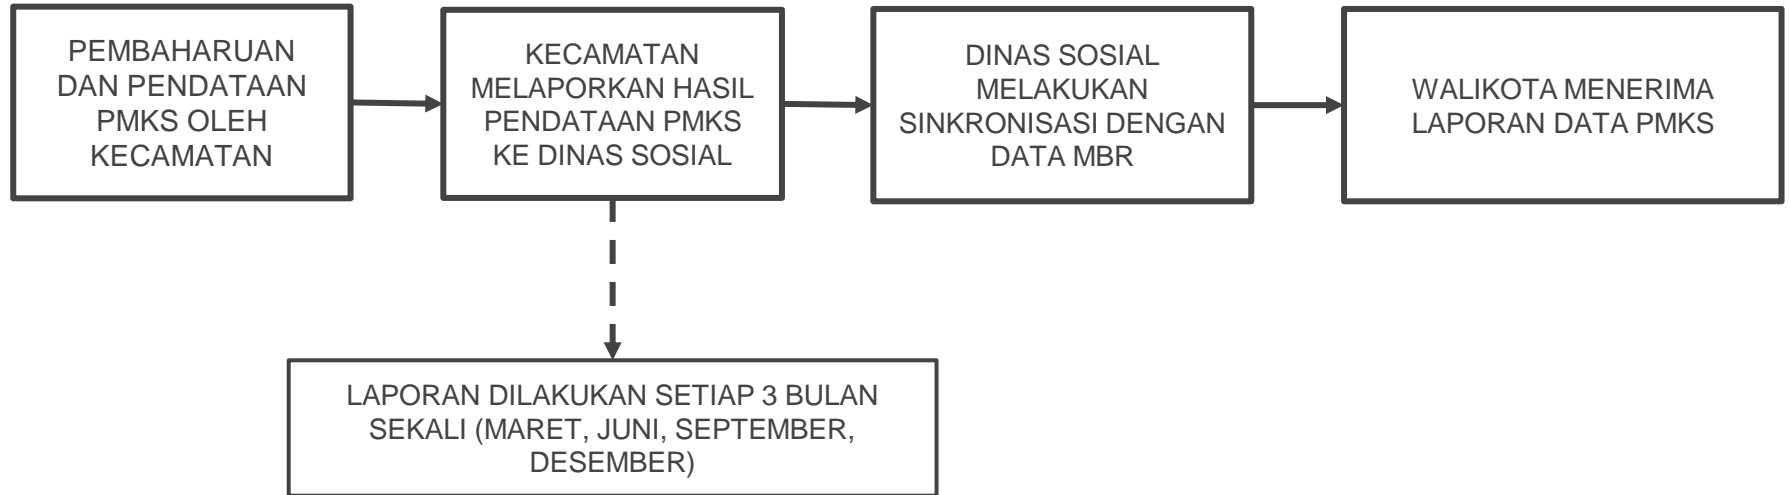 PEMBAHARUAN
DAN PENDATAAN
PMKS OLEH
KECAMATAN
KECAMATAN
MELAPORKAN HASIL
PENDATAAN PMKS
KE DINAS SOSIAL
DINAS SOSIAL
MELAKUKAN
SINKRONISASI DENGAN
DATA MBR
WALIKOTA MENERIMA
LAPORAN DATA PMKS
LAPORAN DILAKUKAN SETIAP 3 BULAN
SEKALI (MARET, JUNI, SEPTEMBER,
DESEMBER)